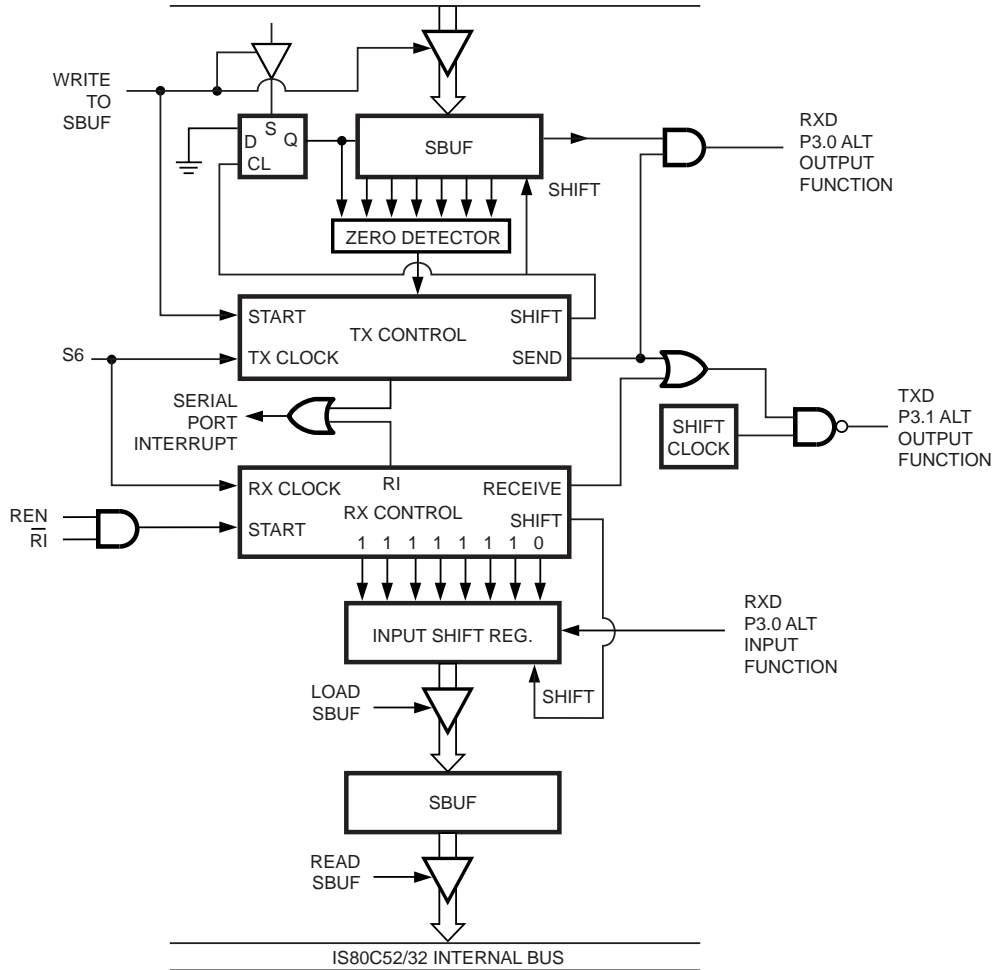 WRITE
TO
SBUF
S
D
Q
CL
SBUF
SHIFT
RXD
P3.0 ALT
OUTPUT
FUNCTION
ZERO DETECTOR
START
SHIFT
TX CONTROL
S6
TX CLOCK
SEND
SERIAL
PORT
INTERRUPT
SHIFT
CLOCK
TXD
P3.1 ALT
OUTPUT
FUNCTION
RX CLOCK
RI
RECEIVE
RX CONTROL
SHIFT
REN
RI
START
1 1 1 1 1 1 1 0
INPUT SHIFT REG.
RXD
P3.0 ALT
INPUT
FUNCTION
LOAD
SBUF
SHIFT
SBUF
READ
SBUF
IS80C52/32 INTERNAL BUS